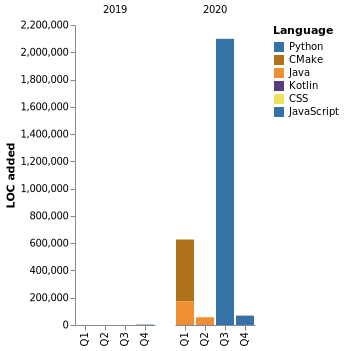 2019 2020
Language
Python
CMake
Java
Kotlin
CSS
JavaScript
LOC added
2,200,000
2,000,000
1,800,000
1,600,000
1,400,000
1,200,000
1,000,000
800,000
600,000
400,000
200,000
0
Q1 Q2 Q3 Q4 Q1 Q2 Q3 Q4